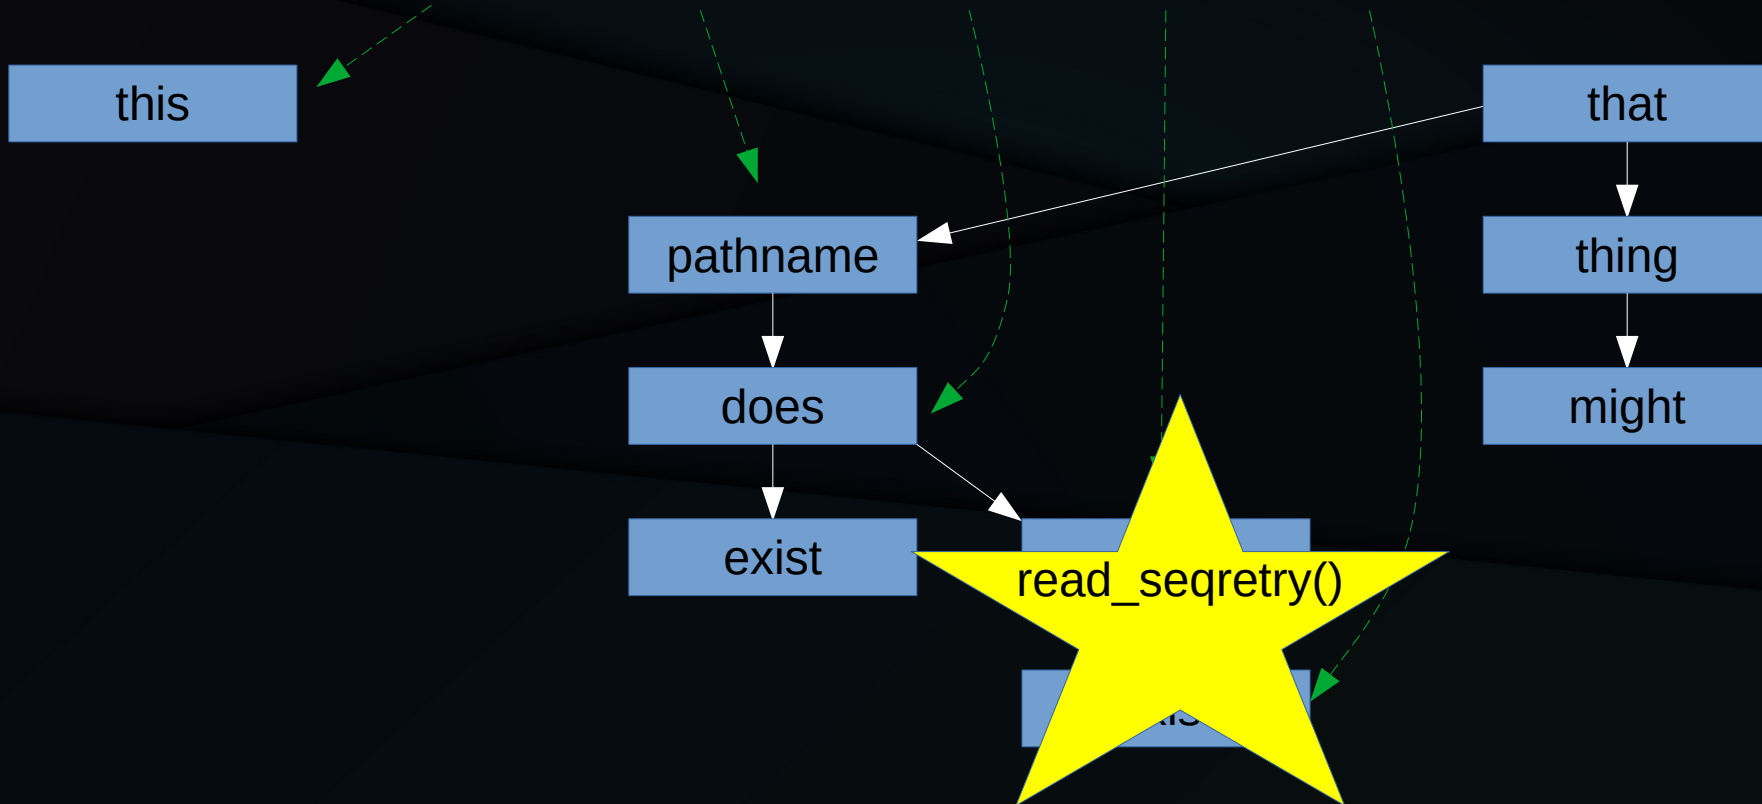 this
that
pathname
thing
does
might
exist
read_seqretry()